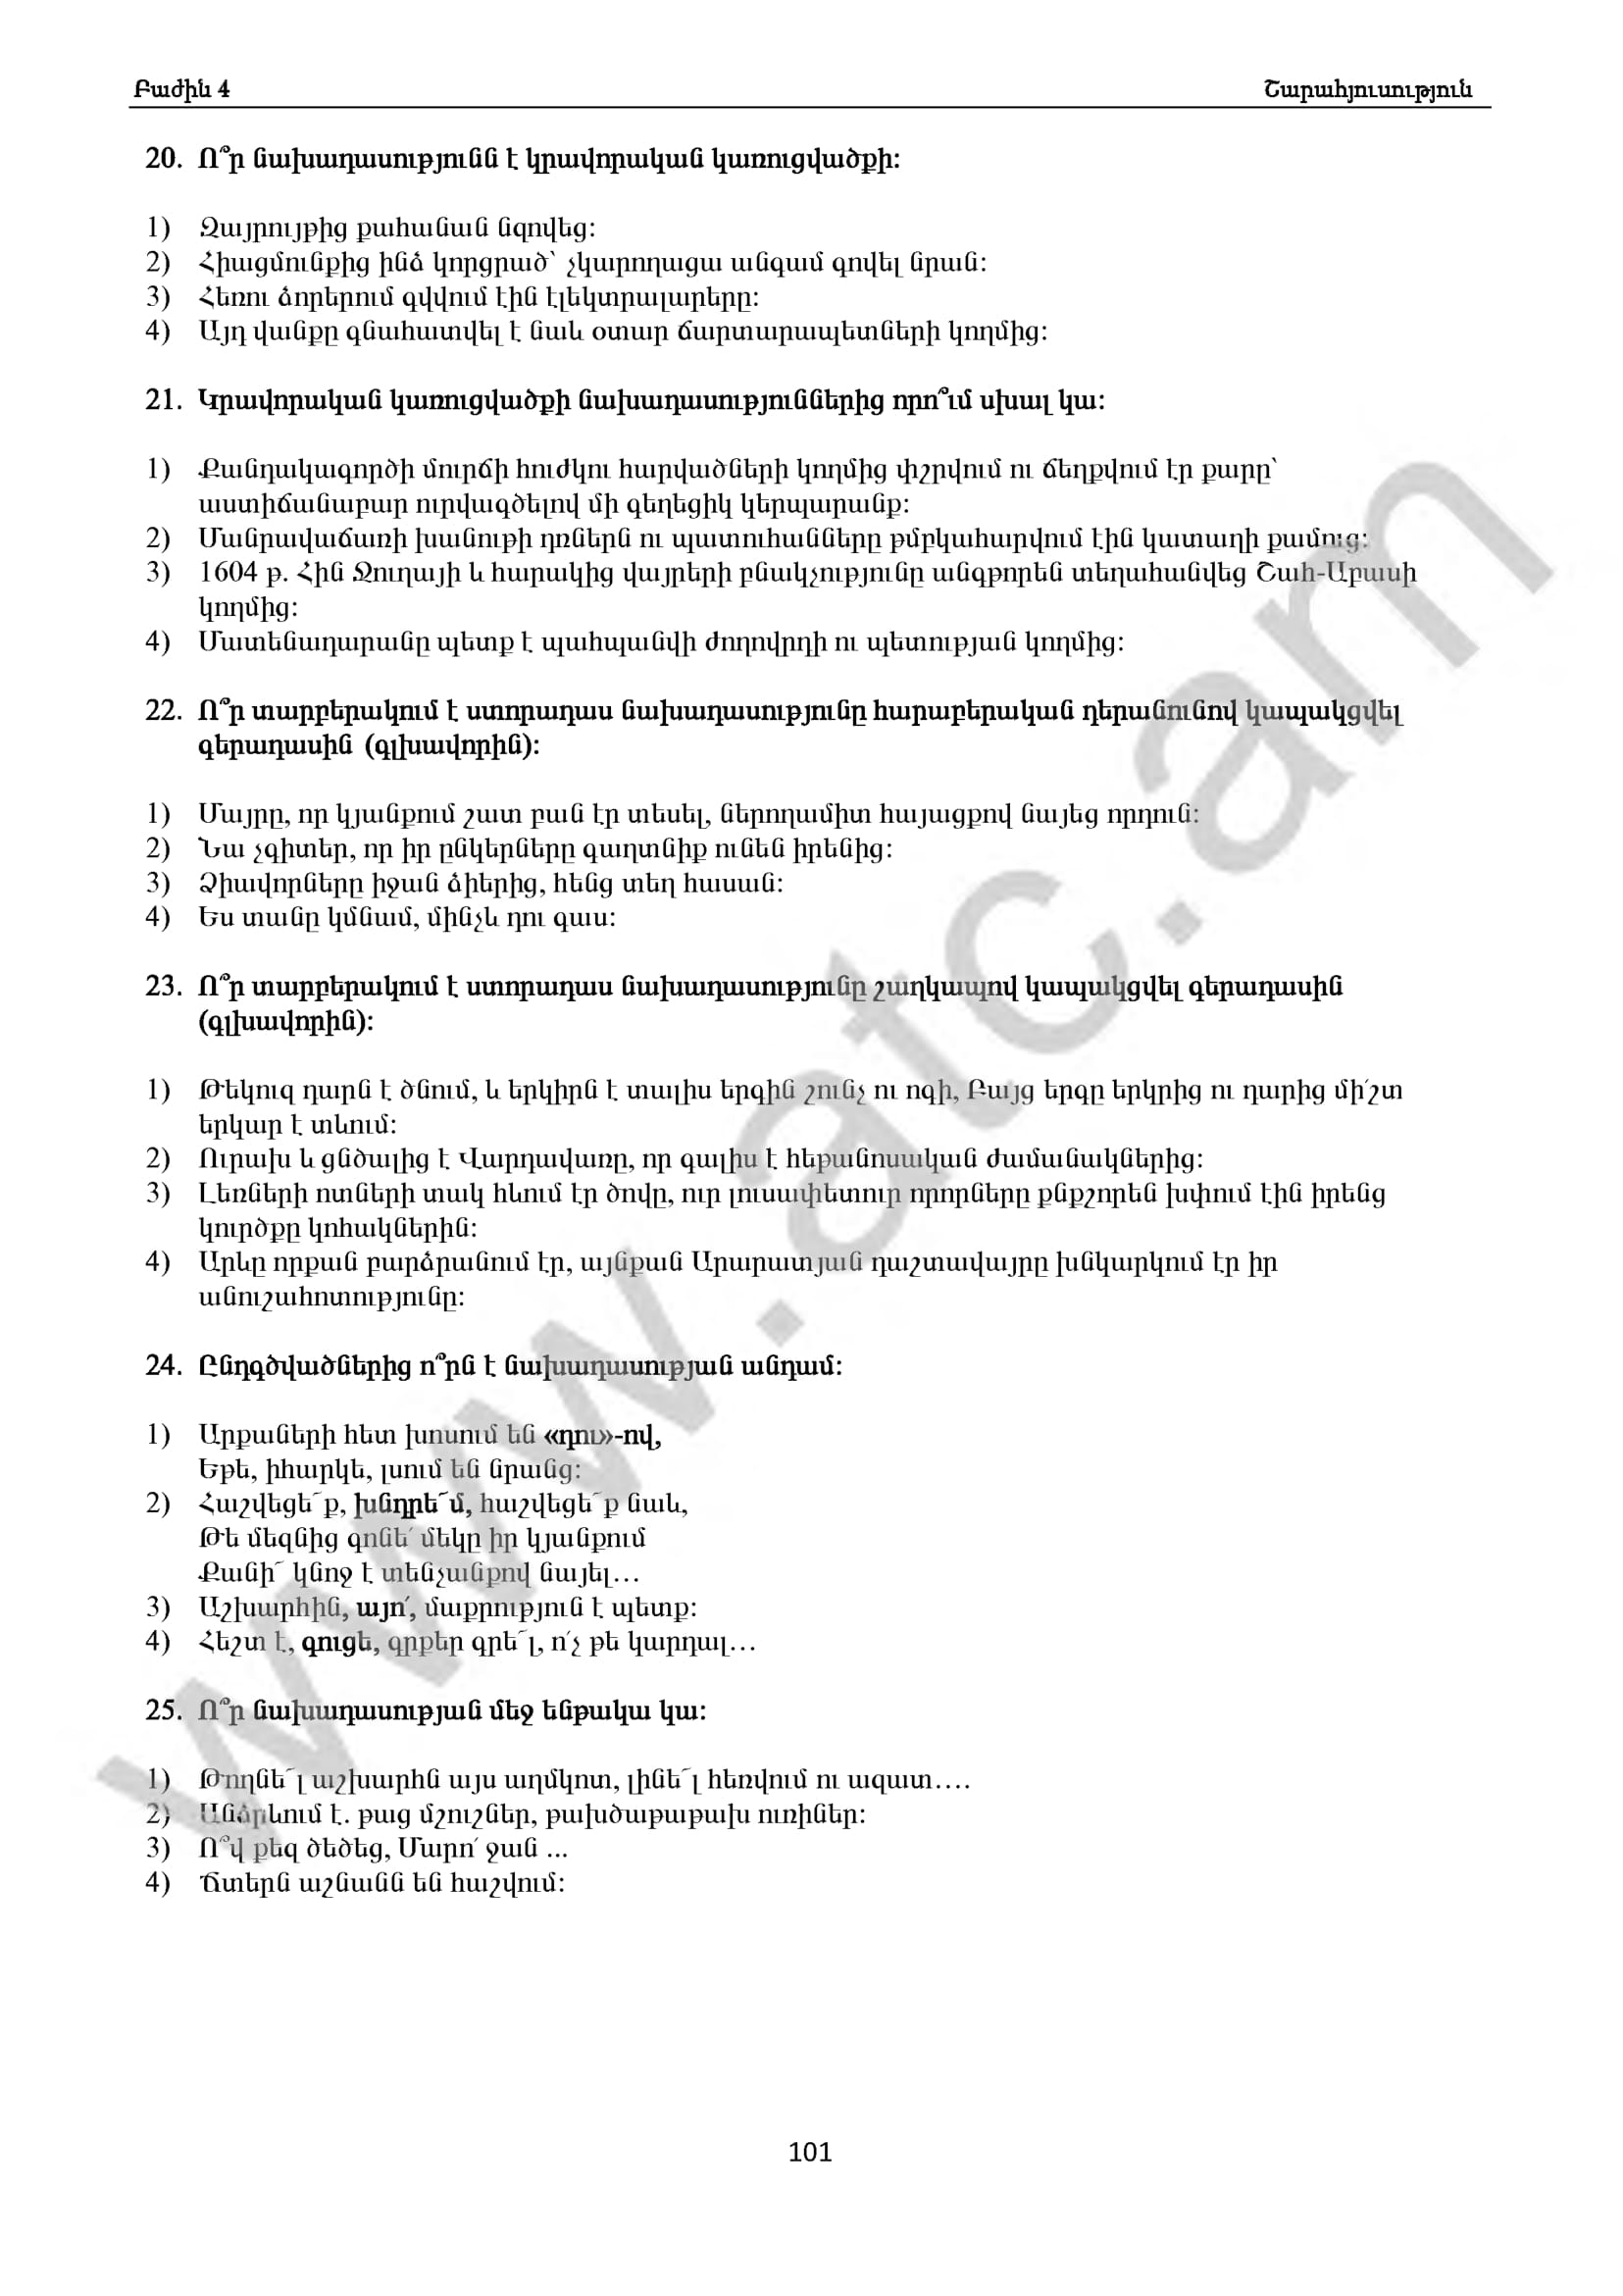 Բաժին 4 Շարահյուսություն
20. Ո՞ր նախադասությունն է կրավորական կառուցվածքի:
1) Զայրույթից քահանան նզովեց:
2) Հիացմունքից ինձ կորցրած՝ չկարողացա անգամ գովել նրան:
3) Հեռու ձորերում գվվում էին էլեկտրալարերը:
4) Այդ վանքը գնահատվել է նաև օտար ճարտարապետների կողմից:
21. Կրավորական կառուցվածքի նախադասություններից որո՞ւմ սխալ կա:
1) Քանդակագործի մուրճի հուժկու հարվածների կողմից փշրվում ու ճեղքվում էր քարը՝
աստիճանաբար ուրվագծելով մի գեղեցիկ կերպարանք:
2) Մանրավաճառի խանութի դռներն ու պատուհանները թմբկահարվում էին կատաղի քամուց:
3) 1604 թ. Հին Ջուղայի և հարակից վայրերի բնակչությունը անգթորեն տեղահանվեց Շահ-Աբասի
կողմից:
4) Մատենադարանը պետք է պահպանվի ժողովրդի ու պետության կողմից:
22. Ո՞ր տարբերակում է ստորադաս նախադասությունը հարաբերական դերանունով կապակցվել
գերադասին (գլխավորին):
1) Մայրը, որ կյանքում շատ բան էր տեսել, ներողամիտ հայացքով նայեց որդուն:
2) Նա չգիտեր, որ իր ընկերները գաղտնիք ունեն իրենից:
3) Ձիավորները իջան ձիերից, հենց տեղ հասան:
4) Ես տանը կմնամ, մինչև դու գաս:
23. Ո՞ր տարբերակում է ստորադաս նախադասությունը շաղկապով կապակցվել գերադասին
(գլխավորին):
1) Թեկուզ դարն է ծնում, և երկիրն է տալիս երգին շունչ ու ոգի, Բայց երգը երկրից ու դարից մի՛շտ
երկար է տևում:
2) Ուրախ և ցնծալից է Վարդավառը, որ գալիս է հեթանոսական ժամանակներից:
3) Լեռների ոտների տակ հևում էր ծովը, ուր լուսափետուր որորները քնքշորեն խփում էին իրենց
կուրծքը կոհակներին:
4) Արևը որքան բարձրանում էր, այնքան Արարատյան դաշտավայրը խնկարկում էր իր
անուշահոտությունը:
24. Ընդգծվածներից ո՞րն է նախադասության անդամ:
1) Արքաների հետ խոսում են «դու»-ով,
Եթե, իհարկե, լսում են նրանց:
2) Հաշվեցե՜ք, խնդրե՜մ, հաշվեցե՜ք նաև,
Թե մեզնից գոնե՛ մեկը իր կյանքում
Քանի՜ կնոջ է տենչանքով նայել…
3) Աշխարհին, այո՛, մաքրություն է պետք:
4) Հեշտ է, գուցե, գրքեր գրե՜լ, ո՛չ թե կարդալ…
25. Ո՞ր նախադասության մեջ ենթակա կա:
1) Թողնե՜լ աշխարհն այս աղմկոտ, լինե՜լ հեռվում ու ազատ….
2) Անձրևում է. թաց մշուշներ, թախծաթաթախ ուռիներ:
3) Ո՞վ քեզ ծեծեց, Մարո՛ ջան ...
4) Ճտերն աշնանն են հաշվում:
www.atc.am
101